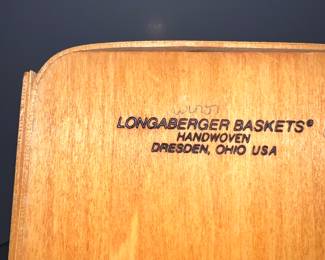 LONGABERGER BASKETS®
HANDWOVEN
DRESDEN, OHIO USA